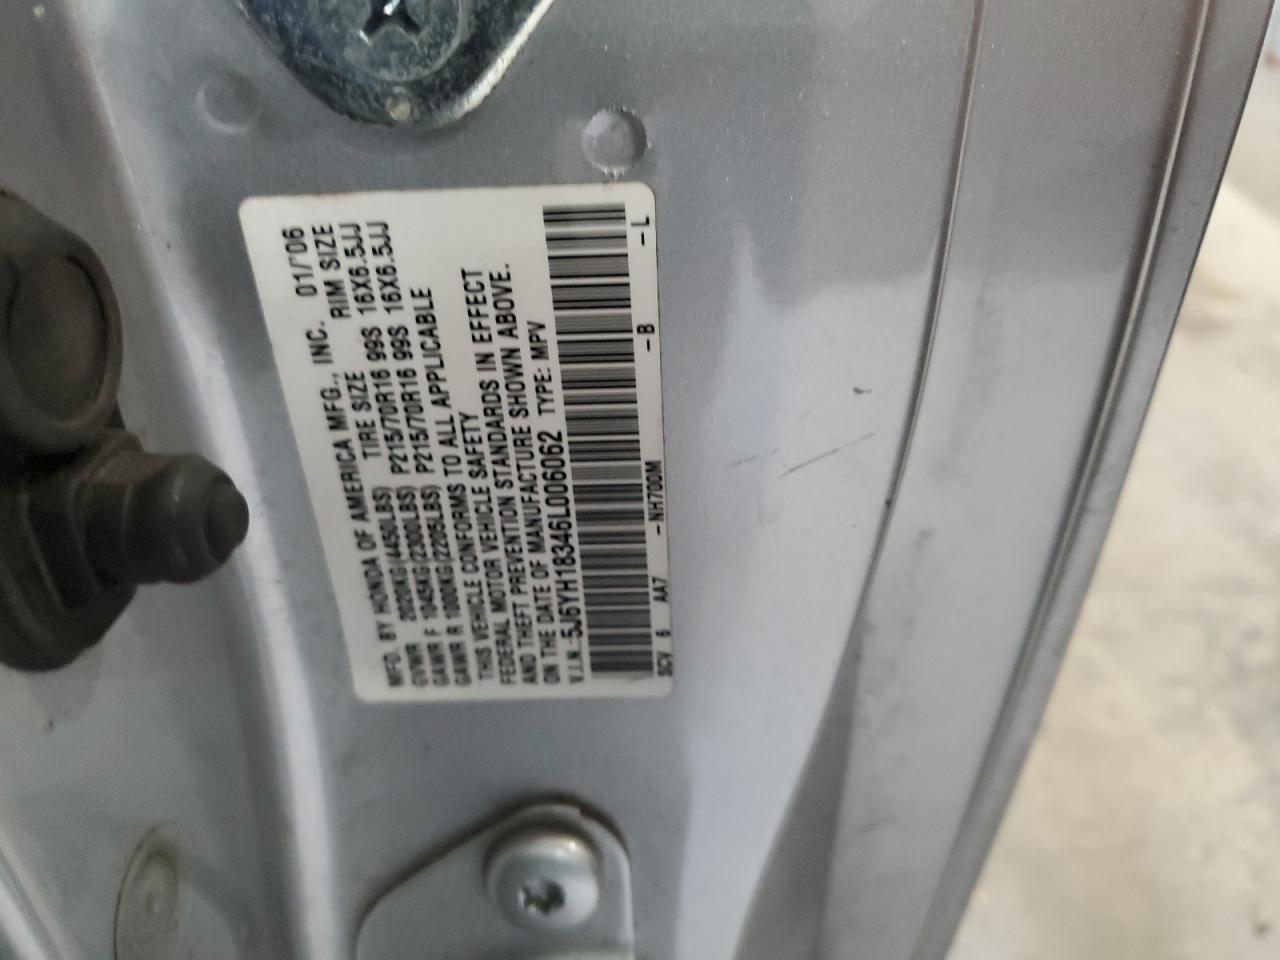 MFD. BY HONDA OF AMERICA MFG., INC. 01/'06
GVWR 2020KG(4450LBS) TIRE SIZE RIM SIZE
GAWR F 1045KG(2300LBS) P215/70R16 99S 16X6.5JJ
GAWR R 1000KG(2205LBS) P215/70R16 99S 16X6.5JJ
THIS VEHICLE CONFORMS TO ALL APPLICABLE
FEDERAL MOTOR VEHICLE SAFETY
AND THEFT PREVENTION STANDARDS IN EFFECT
ON THE DATE OF MANUFACTURE SHOWN ABOVE.
V.I.N.:5J6YH18346L006062 TYPE: MPV
SCV 6 AA7 -NH700M -B -L